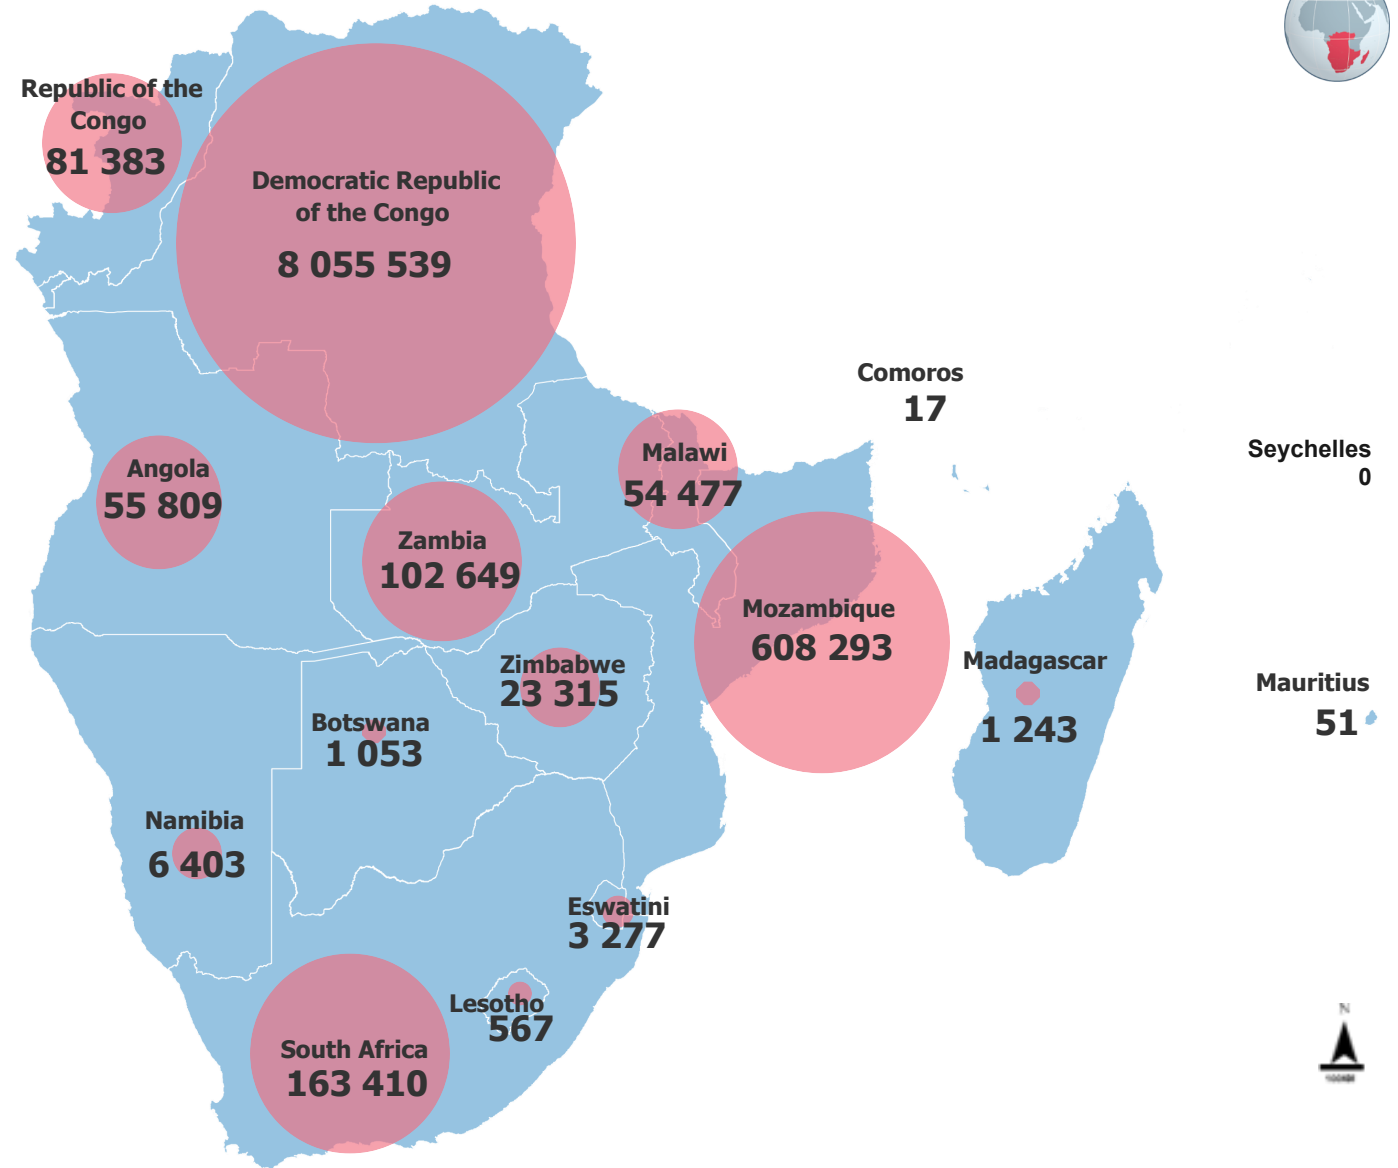 Republic of the
Congo
81 383
Democratic Republic
of the Congo
8 055 539
Comoros
17
Seychelles
0
Malawi
54 477
Angola
55 809
Zambia
102 649
Mozambique
608 293
Madagascar
1 243
Mauritius
51
Zimbabwe
23 315
Botswana
1 053
Namibia
6 403
Eswatini
3 277
Lesotho
567
South Africa
163 410
N